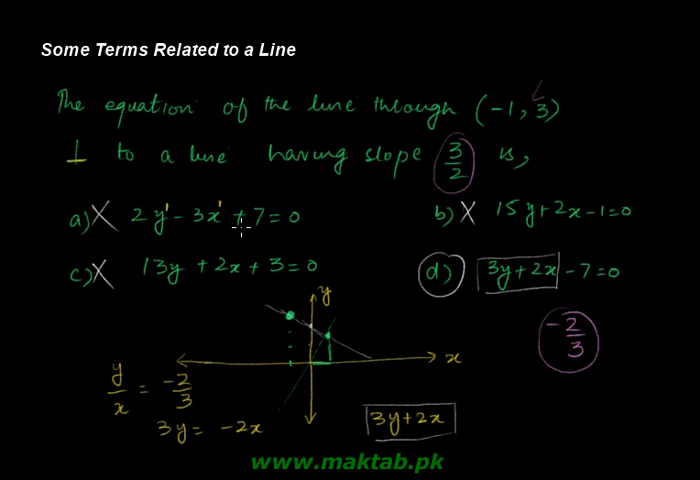 Some Terms Related to a Line
The equation of the line through (-1, 3)
⊥ to a line having slope 3/2 is,
a) X 2y' - 3x' + 7 = 0
b) X 15y + 2x - 1 = 0
c) X 13y + 2x + 3 = 0
d) 3y + 2x - 7 = 0
y
x
-2/3
y/x = -2/3
3y = -2x
3y + 2x
www.maktab.pk